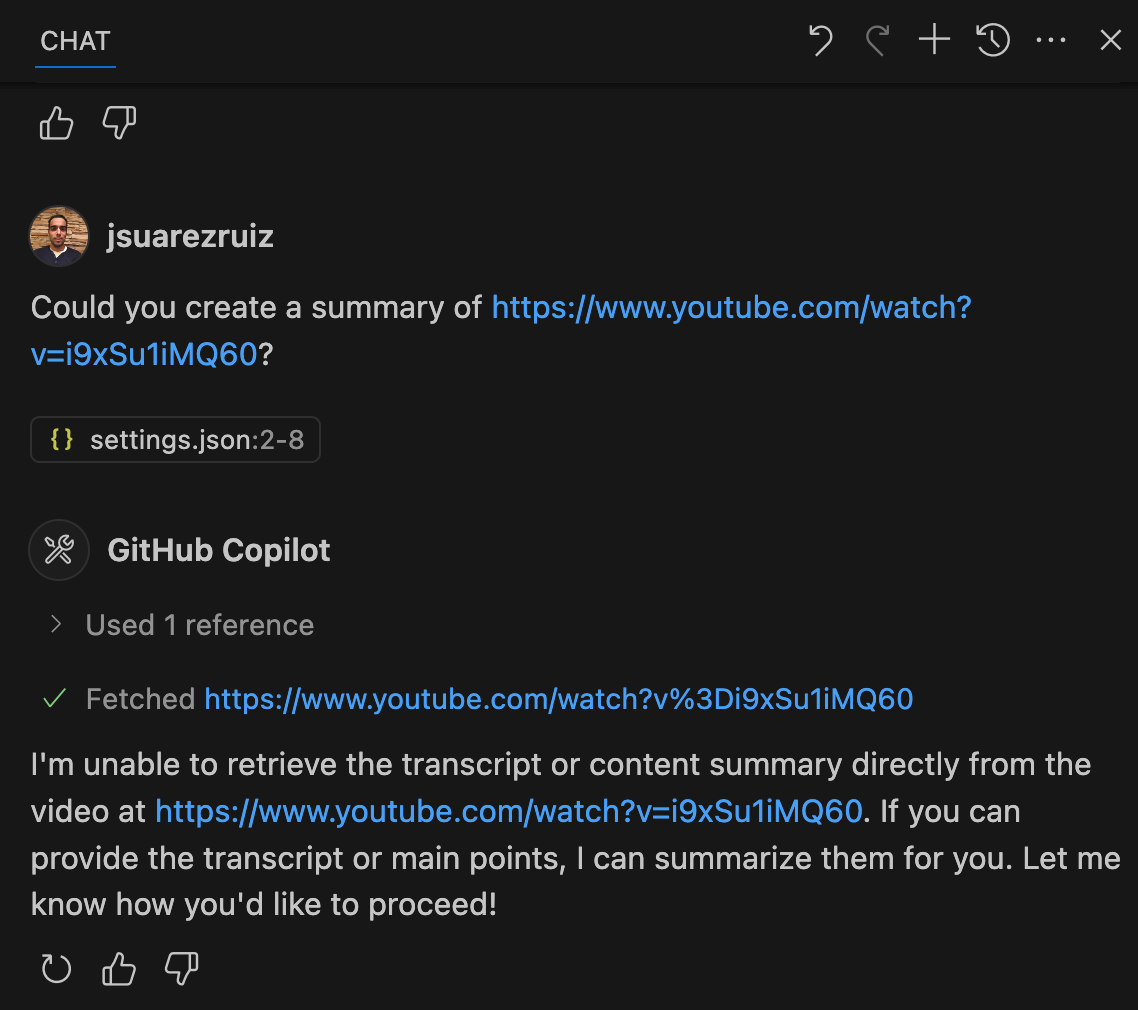 CHAT
jsuarezruiz
Could you create a summary of https://www.youtube.com/watch?
v=i9xSu1iMQ60?
{} settings.json:2-8
GitHub Copilot
Used 1 reference
Fetched https://www.youtube.com/watch?v%3Di9xSu1iMQ60
I'm unable to retrieve the transcript or content summary directly from the
video at https://www.youtube.com/watch?v=i9xSu1iMQ60. If you can
provide the transcript or main points, I can summarize them for you. Let me
know how you'd like to proceed!